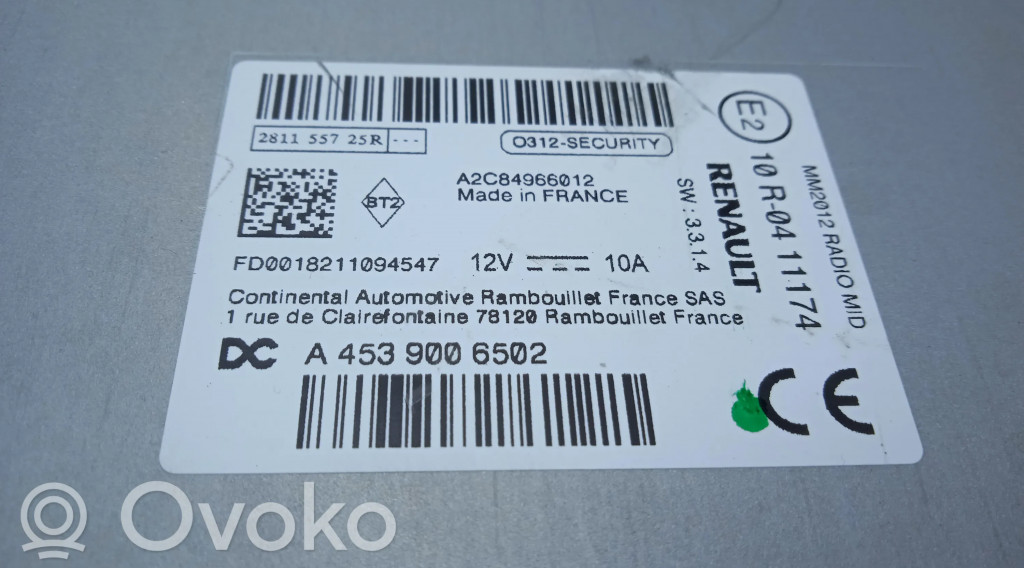 2811 557 25R ---
O312-SECURITY
A2C84966012
Made in FRANCE
BT2
FD0018211094547 12V 10A
Continental Automotive Rambouillet France SAS
1 rue de Clairefontaine 78120 Rambouillet France
DC A 453 900 6502
E2
10 R-04 11174
MM2012 RADIO MID
RENAULT
SW : 3.3.1.4
CE
Ovoko